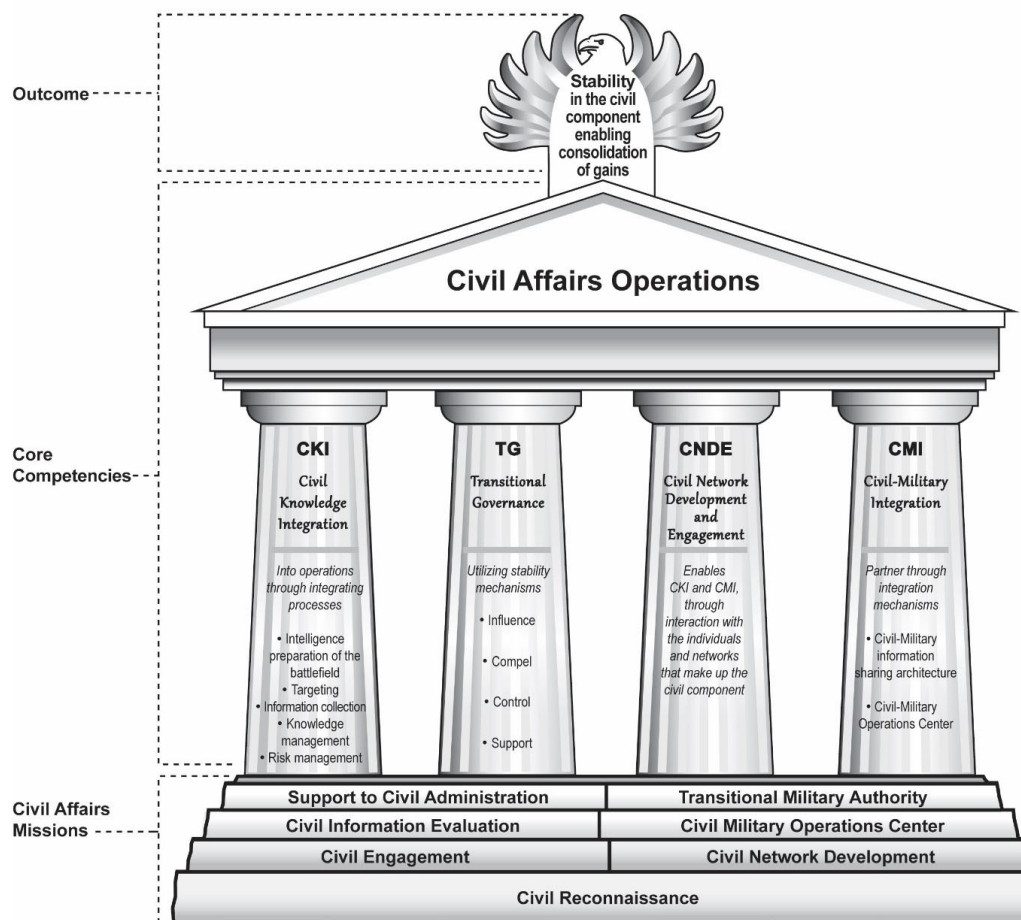 Outcome
Stability
in the civil
component
enabling
consolidation
of gains
Civil Affairs Operations
Core
Competencies
CKI
Civil
Knowledge
Integration
Into operations
through integrating
processes
• Intelligence
preparation of the
battlefield
• Targeting
• Information collection
• Knowledge
management
• Risk management
TG
Transitional
Governance
Utilizing stability
mechanisms
• Influence
• Compel
• Control
• Support
CNDE
Civil Network
Development
and
Engagement
Enables
CKI and CMI,
through
interaction with
the individuals
and networks
that make up the
civil component
CMI
Civil-Military
Integration
Partner through
integration
mechanisms
• Civil-Military
information
sharing architecture
• Civil-Military
Operations Center
Civil Affairs
Missions
Support to Civil Administration
Transitional Military Authority
Civil Information Evaluation
Civil Military Operations Center
Civil Engagement
Civil Network Development
Civil Reconnaissance